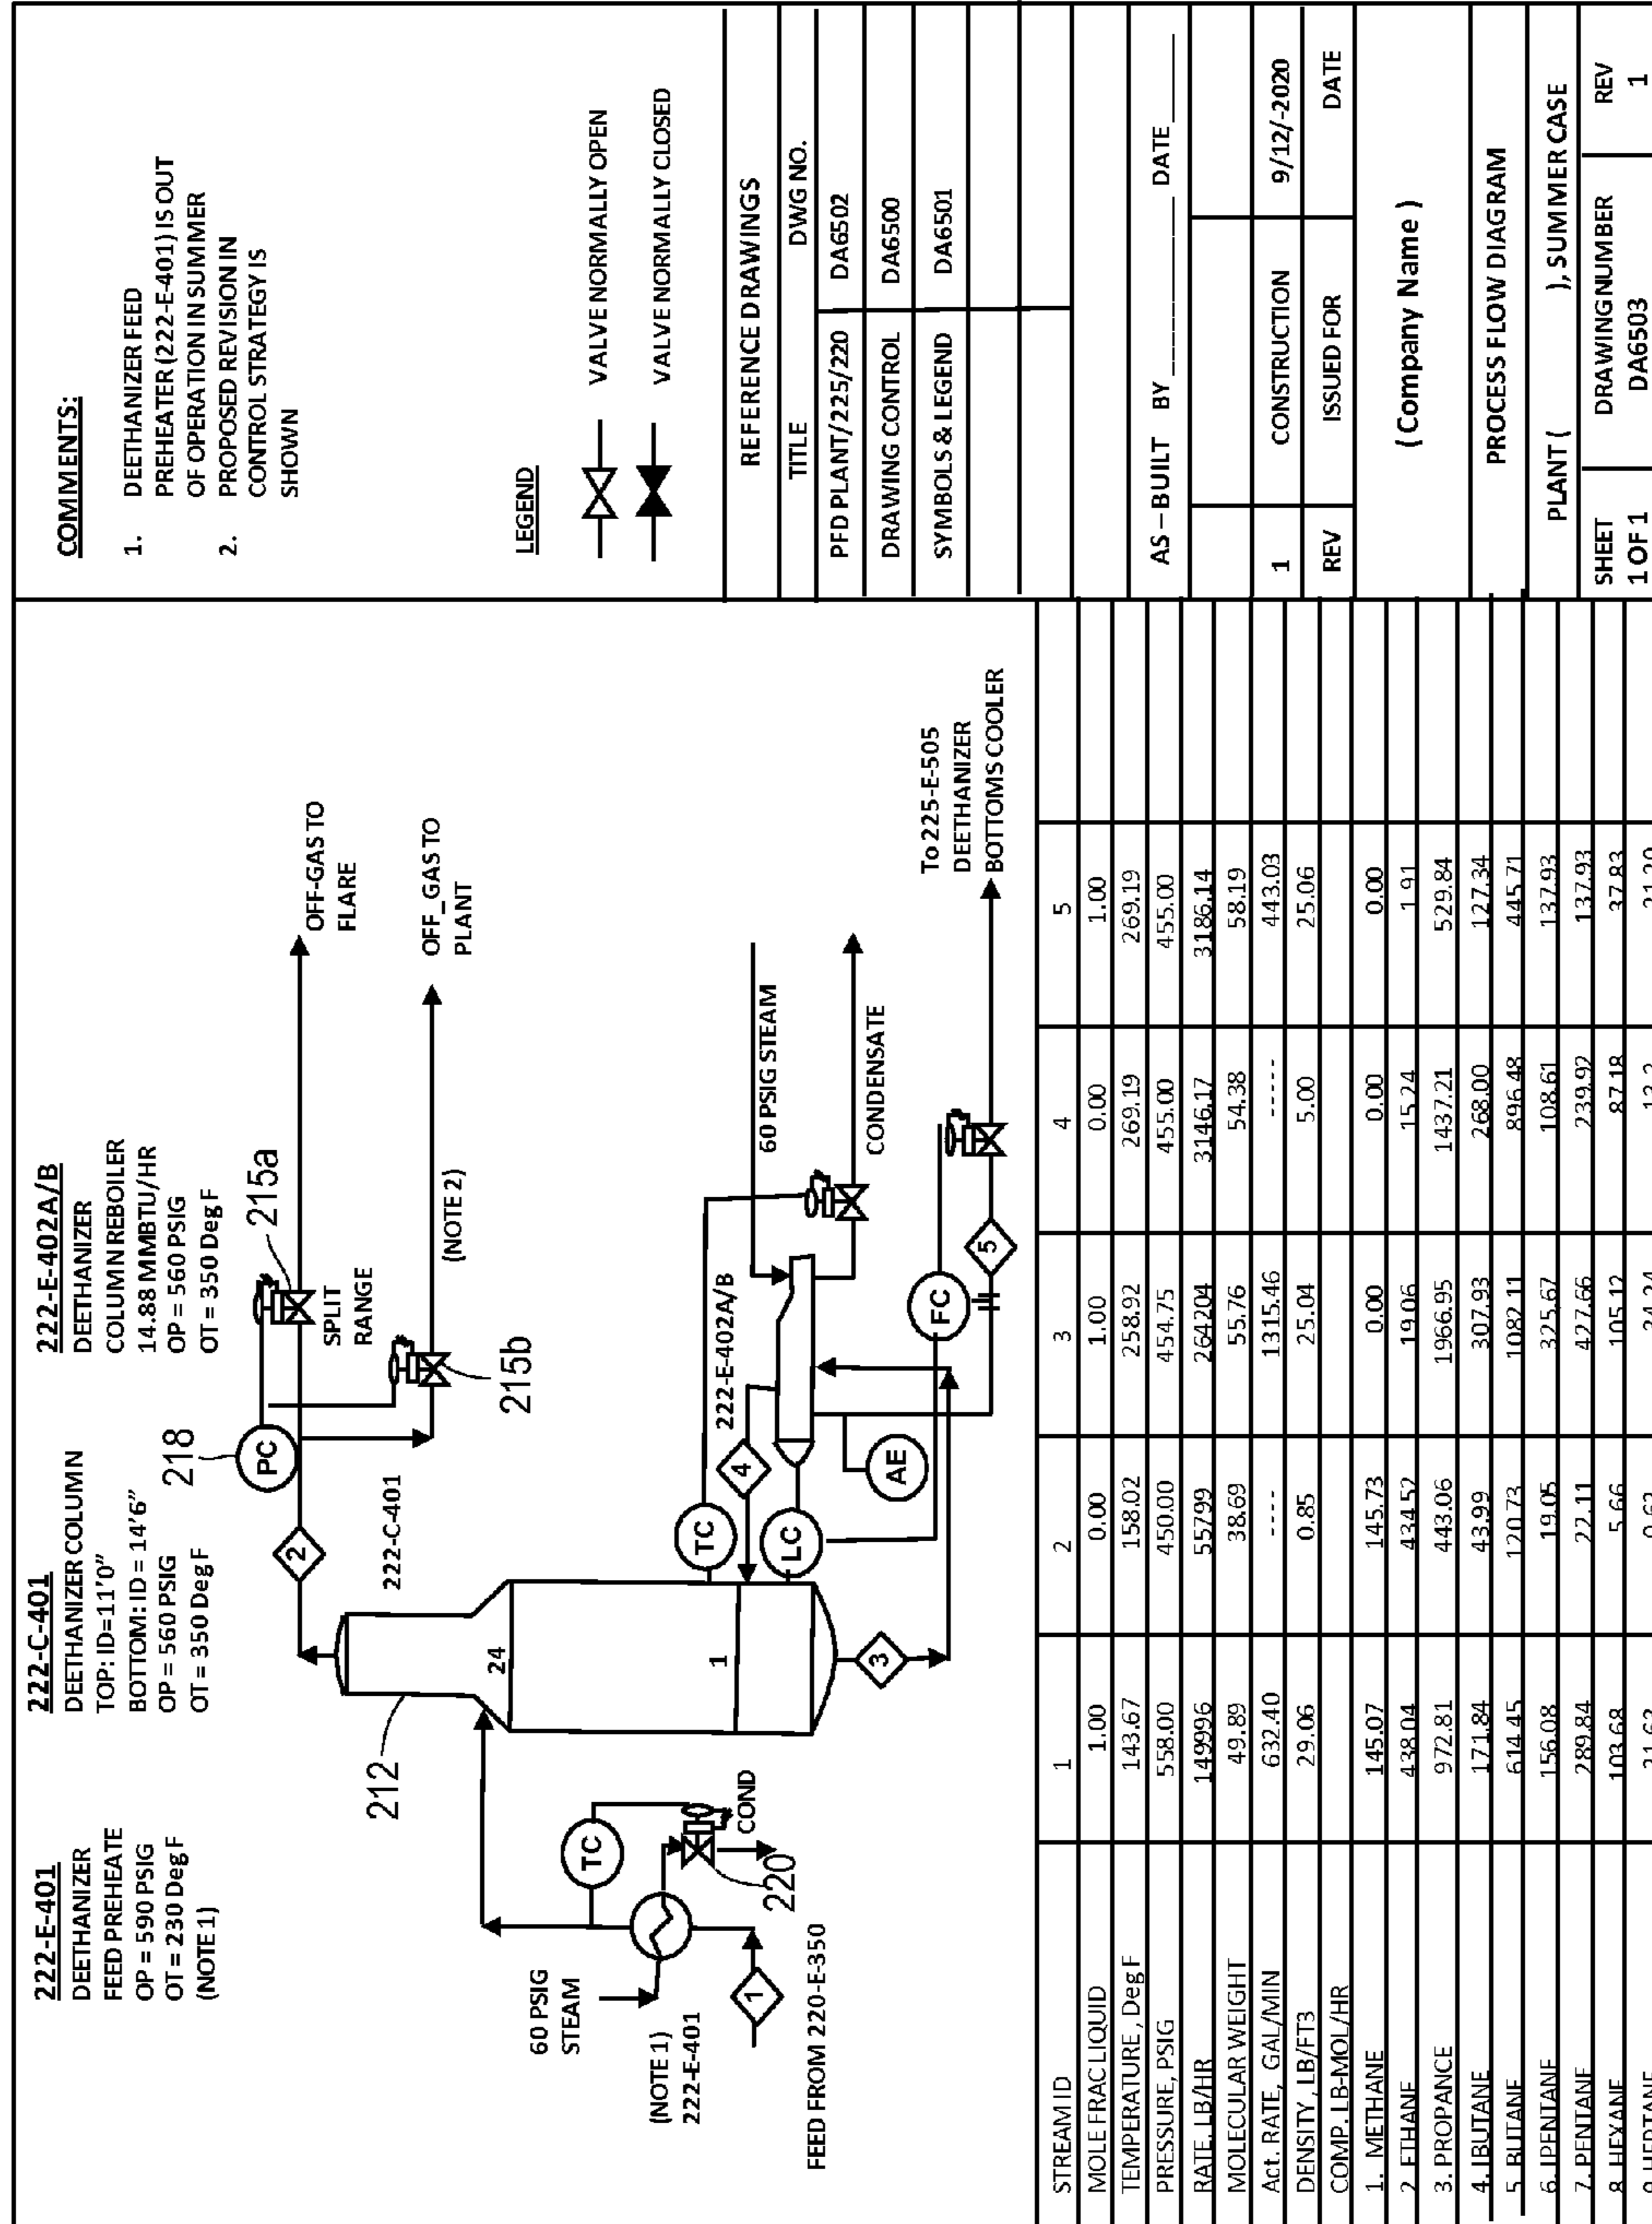 222-E-401
DEETHANIZER
FEED PREHEATE
OP = 590 PSIG
OT = 230 Deg F
(NOTE 1)
222-C-401
DEETHANIZER COLUMN
TOP: ID=11'0"
BOTTOM: ID = 14'6"
OP = 560 PSIG
OT = 350 Deg F
222-E-402A/B
DEETHANIZER
COLUMN REBOILER
14.88 MMBTU/HR
OP = 560 PSIG
OT = 350 Deg F
212
218
PC
215a
SPLIT
RANGE
215b
OFF-GAS TO
FLARE
OFF_GAS TO
PLANT
(NOTE 2)
2
222-C-401
24
1
3
4
5
60 PSIG
STEAM
(NOTE 1)
222-E-401
TC
COND
220
1
FEED FROM 220-E-350
TC
LC
AE
FC
222-E-402A/B
60 PSIG STEAM
CONDENSATE
To 225-E-505
DEETHANIZER
BOTTOMS COOLER
STREAM ID 1 2 3 4 5
MOLE FRAC LIQUID 1.00 0.00 1.00 0.00 1.00
TEMPERATURE, Deg F 143.67 158.02 258.92 269.19 269.19
PRESSURE, PSIG 558.00 450.00 454.75 455.00 455.00
RATE. LB/HR 149996 55799 264204 3146.17 3186.14
MOLECULAR WEIGHT 49.89 38.69 55.76 54.38 58.19
Act. RATE, GAL/MIN 632.40 ---- 1315.46 ----- 443.03
DENSITY, LB/FT3 29.06 0.85 25.04 5.00 25.06
COMP. LB-MOL/HR
1. METHANE 145.07 145.73 0.00 0.00 0.00
2 ETHANE 438.04 434.52 19.06 15.24 1.91
3. PROPANCE 972.81 443.06 1966.95 1437.21 529.84
4. IBUTANE 171.84 43.99 307.93 268.00 127.34
5 BUTANE 614.45 120.73 1082.11 896.48 445.71
6. IPENTANE 156.08 19.05 325.67 108.61 137.93
7. PENTANE 289.84 22.11 427.66 239.92 137.93
8 HEXANE 103.68 5.66 105.12 87.18 37.83
COMMENTS:
1. DEETHANIZER FEED
PREHEATER (222-E-401) IS OUT
OF OPERATION IN SUMMER
2. PROPOSED REVISION IN
CONTROL STRATEGY IS
SHOWN
LEGEND
VALVE NORMALLY OPEN
VALVE NORMALLY CLOSED
REFERENCE DRAWINGS
TITLE DWG NO.
PFD PLANT/225/220 DA6502
DRAWING CONTROL DA6500
SYMBOLS & LEGEND DA6501
AS – BUILT BY ________ DATE ____
1 CONSTRUCTION 9/12/-2020
REV ISSUED FOR DATE
(Company Name )
PROCESS FLOW DIAGRAM
PLANT ( ), SUMMER CASE
SHEET DRAWING NUMBER REV
1 OF 1 DA6503 1